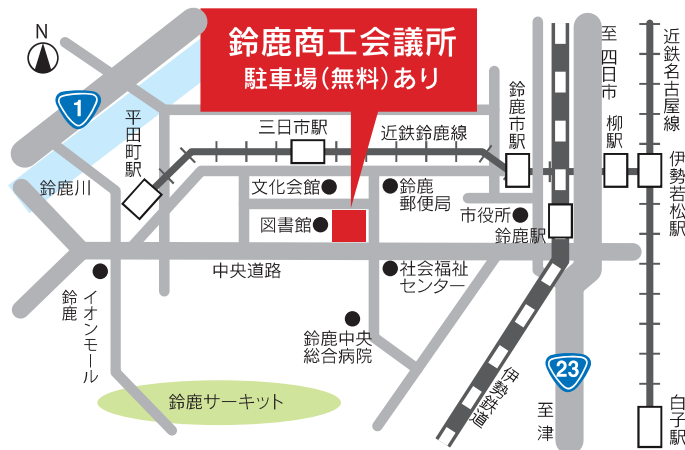 鈴鹿商工会議所
駐車場(無料)あり
N
1
平田町駅
三日市駅
近鉄鈴鹿線
鈴鹿市駅
至四日市
柳駅
近鉄名古屋線
伊勢若松駅
鈴鹿川
文化会館
鈴鹿
郵便局
図書館
市役所
鈴鹿駅
中央道路
社会福祉
センター
イオンモール
鈴鹿
鈴鹿中央
総合病院
鈴鹿サーキット
伊勢鉄道
23
至津
白子駅